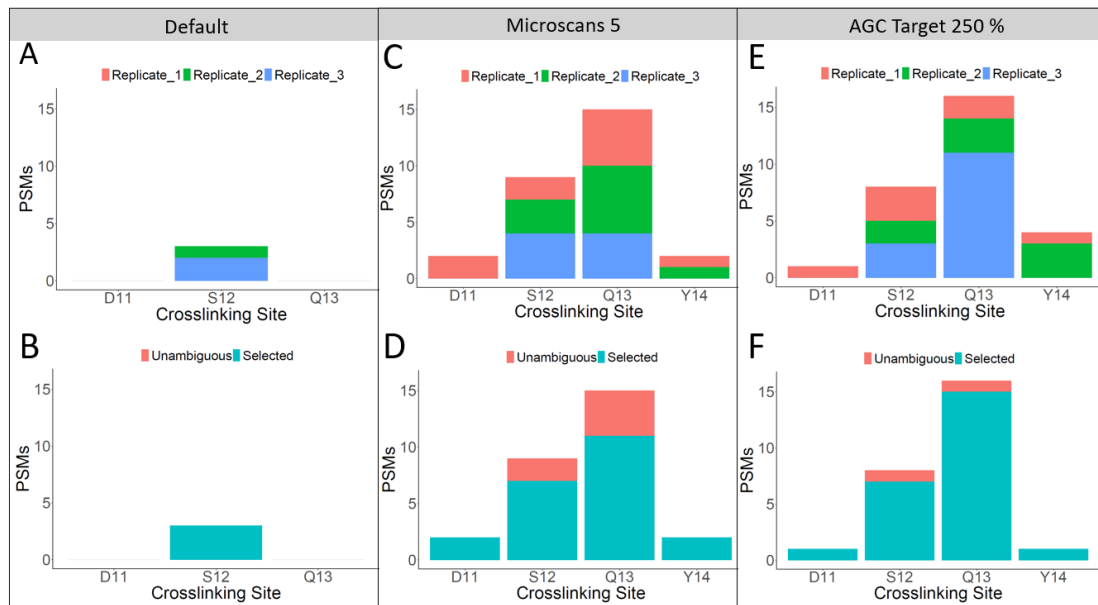 Default
Microscans 5
AGC Target 250 %
A
Replicate_1 Replicate_2 Replicate_3
15
10
5
0
PSMs
D11 S12 Q13
Crosslinking Site
C
Replicate_1 Replicate_2 Replicate_3
15
10
5
0
PSMs
D11 S12 Q13 Y14
Crosslinking Site
E
Replicate_1 Replicate_2 Replicate_3
15
10
5
0
PSMs
D11 S12 Q13 Y14
Crosslinking Site
B
Unambiguous Selected
15
10
5
0
PSMs
D11 S12 Q13
Crosslinking Site
D
Unambiguous Selected
15
10
5
0
PSMs
D11 S12 Q13 Y14
Crosslinking Site
F
Unambiguous Selected
15
10
5
0
PSMs
D11 S12 Q13 Y14
Crosslinking Site